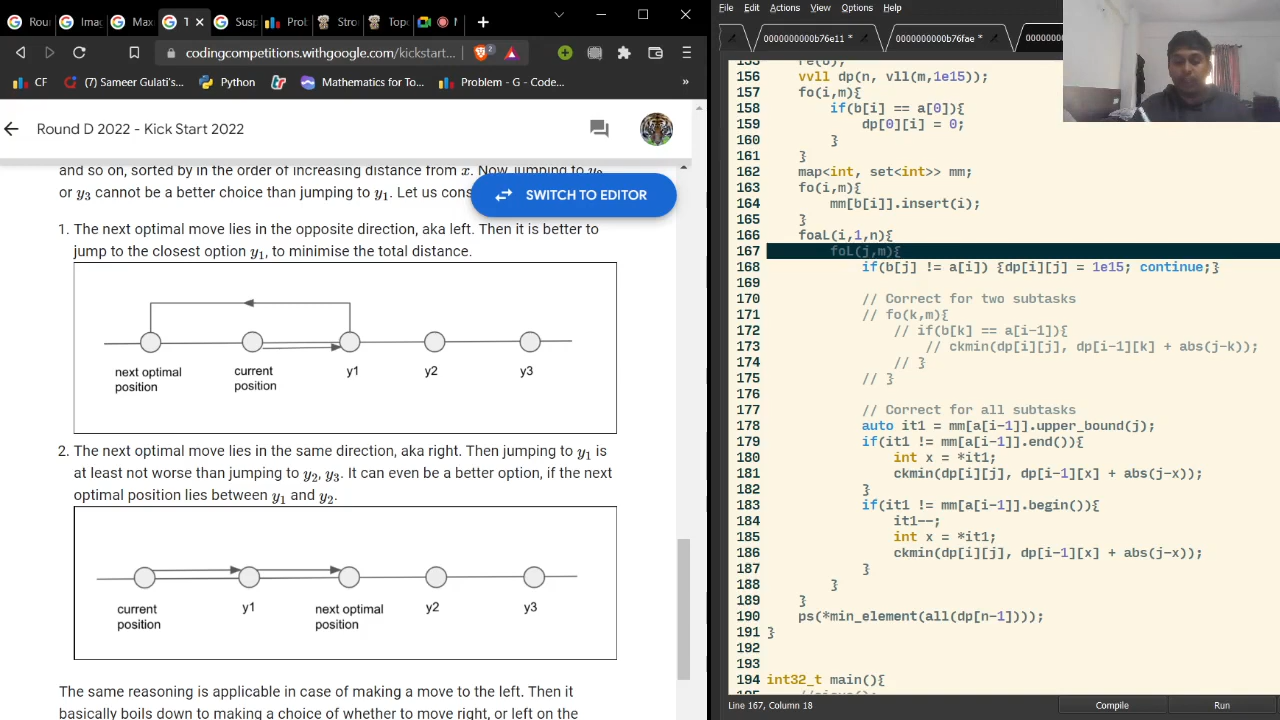 Rour
Imag
Max
1
Susp
Prob
Stro
Topo
M
codingcompetitions.withgoogle.com/kickstart...
2
CF
( ) Sameer Gulati's...
Python
Mathematics for To...
Problem - G - Code...
»
Round D 2022 - Kick Start 2022
and so on, sorted by in the order of increasing distance from x. Now, jumping to y2
or y3 cannot be a better choice than jumping to y1. Let us cons
SWITCH TO EDITOR
1. The next optimal move lies in the opposite direction, aka left. Then it is better to
jump to the closest option y1, to minimise the total distance.
next optimal position
current position
y1
y2
y3
2. The next optimal move lies in the same direction, aka right. Then jumping to y1 is
at least not worse than jumping to y2, y3. It can even be a better option, if the next
optimal position lies between y1 and y2.
current position
y1
next optimal position
y2
y3
The same reasoning is applicable in case of making a move to the left. Then it
basically boils down to making a choice of whether to move right, or left on the
File Edit Actions View Options Help
0000000000b76e11 *
0000000000b76fae *
00000000
155
156 vvll dp(n, vll(m,1e15));
157 fo(i,m){
158 if(b[i] == a[0]){
159 dp[0][i] = 0;
160 }
161 }
162 map<int, set<int>> mm;
163 fo(i,m){
164 mm[b[i]].insert(i);
165 }
166 foaL(i,1,n){
167 foL(j,m){
168 if(b[j] != a[i]) {dp[i][j] = 1e15; continue;}
169
170 // Correct for two subtasks
171 // fo(k,m){
172 // if(b[k] == a[i-1]){
173 // ckmin(dp[i][j], dp[i-1][k] + abs(j-k));
174 // }
175 // }
176
177 // Correct for all subtasks
178 auto it1 = mm[a[i-1]].upper_bound(j);
179 if(it1 != mm[a[i-1]].end()){
180 int x = *it1;
181 ckmin(dp[i][j], dp[i-1][x] + abs(j-x));
182 }
183 if(it1 != mm[a[i-1]].begin()){
184 it1--;
185 int x = *it1;
186 ckmin(dp[i][j], dp[i-1][x] + abs(j-x));
187 }
188 }
189 }
190 ps(*min_element(all(dp[n-1])));
191 }
192
193
194 int32_t main(){
Line 167, Column 18
Compile
Run